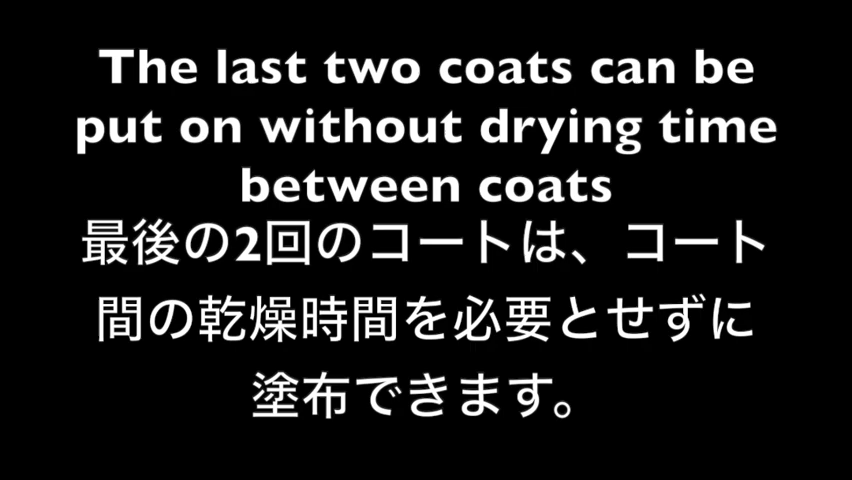 The last two coats can be
put on without drying time
between coats
最後の2回のコートは、コート
間の乾燥時間を必要とせずに
塗布できます。